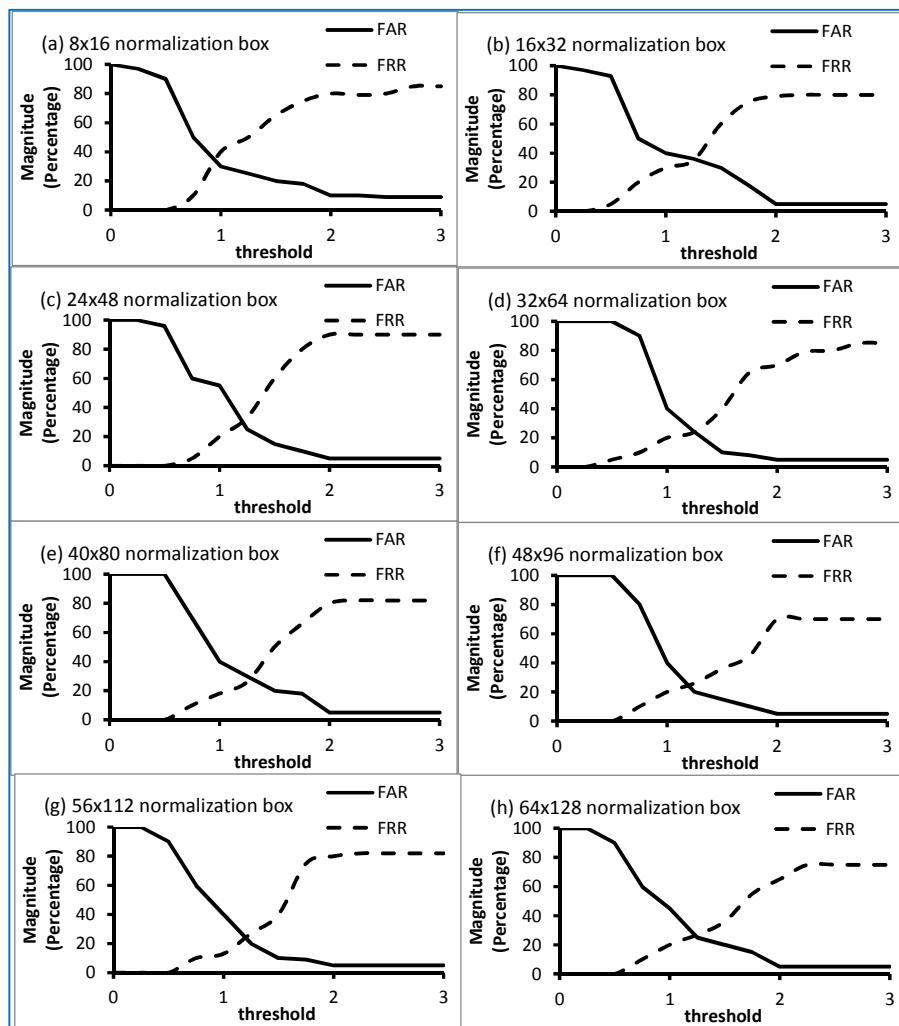 (a) 8x16 normalization box
FAR
FRR
Magnitude
(Percentage)
100
80
60
40
20
0
0 1 2 3
threshold
(b) 16x32 normalization box
FAR
FRR
Magnitude
(Percentage)
100
80
60
40
20
0
0 1 2 3
threshold
(c) 24x48 normalization box
FAR
FRR
Magnitude
(Percentage)
100
80
60
40
20
0
0 1 2 3
threshold
(d) 32x64 normalization box
FAR
FRR
Magnitude
(Percentage)
100
80
60
40
20
0
0 1 2 3
threshold
(e) 40x80 normalization box
FAR
FRR
Magnitude
(Percentage)
100
80
60
40
20
0
0 1 2 3
threshold
(f) 48x96 normalization box
FAR
FRR
Magnitude
(Percentage)
100
80
60
40
20
0
0 1 2 3
threshold
(g) 56x112 normalization box
FAR
FRR
Magnitude
(Percentage)
100
80
60
40
20
0
0 1 2 3
threshold
(h) 64x128 normalization box
FAR
FRR
Magnitude
(Percentage)
100
80
60
40
20
0
0 1 2 3
threshold